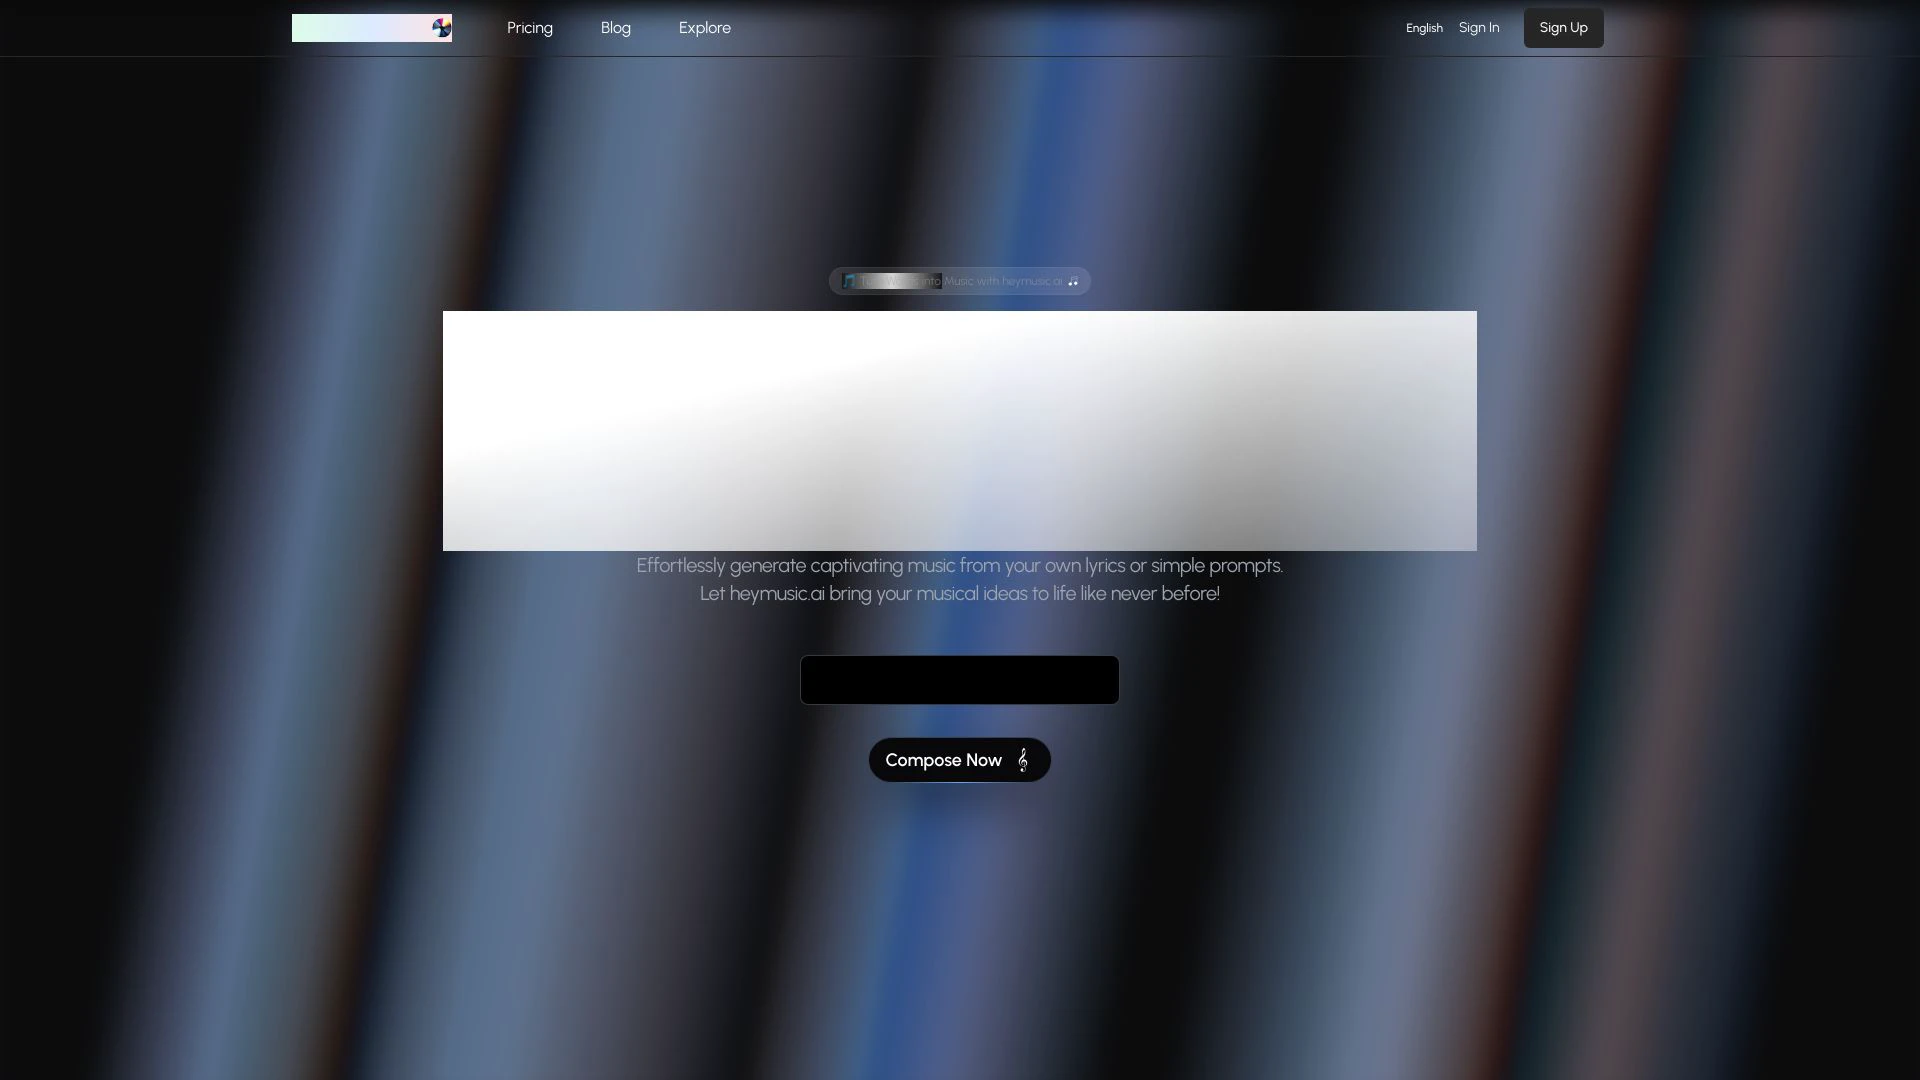 Pricing
Blog
Explore
English
Sign In
Sign Up
into Music with heymusic.ai
Effortlessly generate captivating music from your own lyrics or simple prompts.
Let heymusic.ai bring your musical ideas to life like never before!
Compose Now